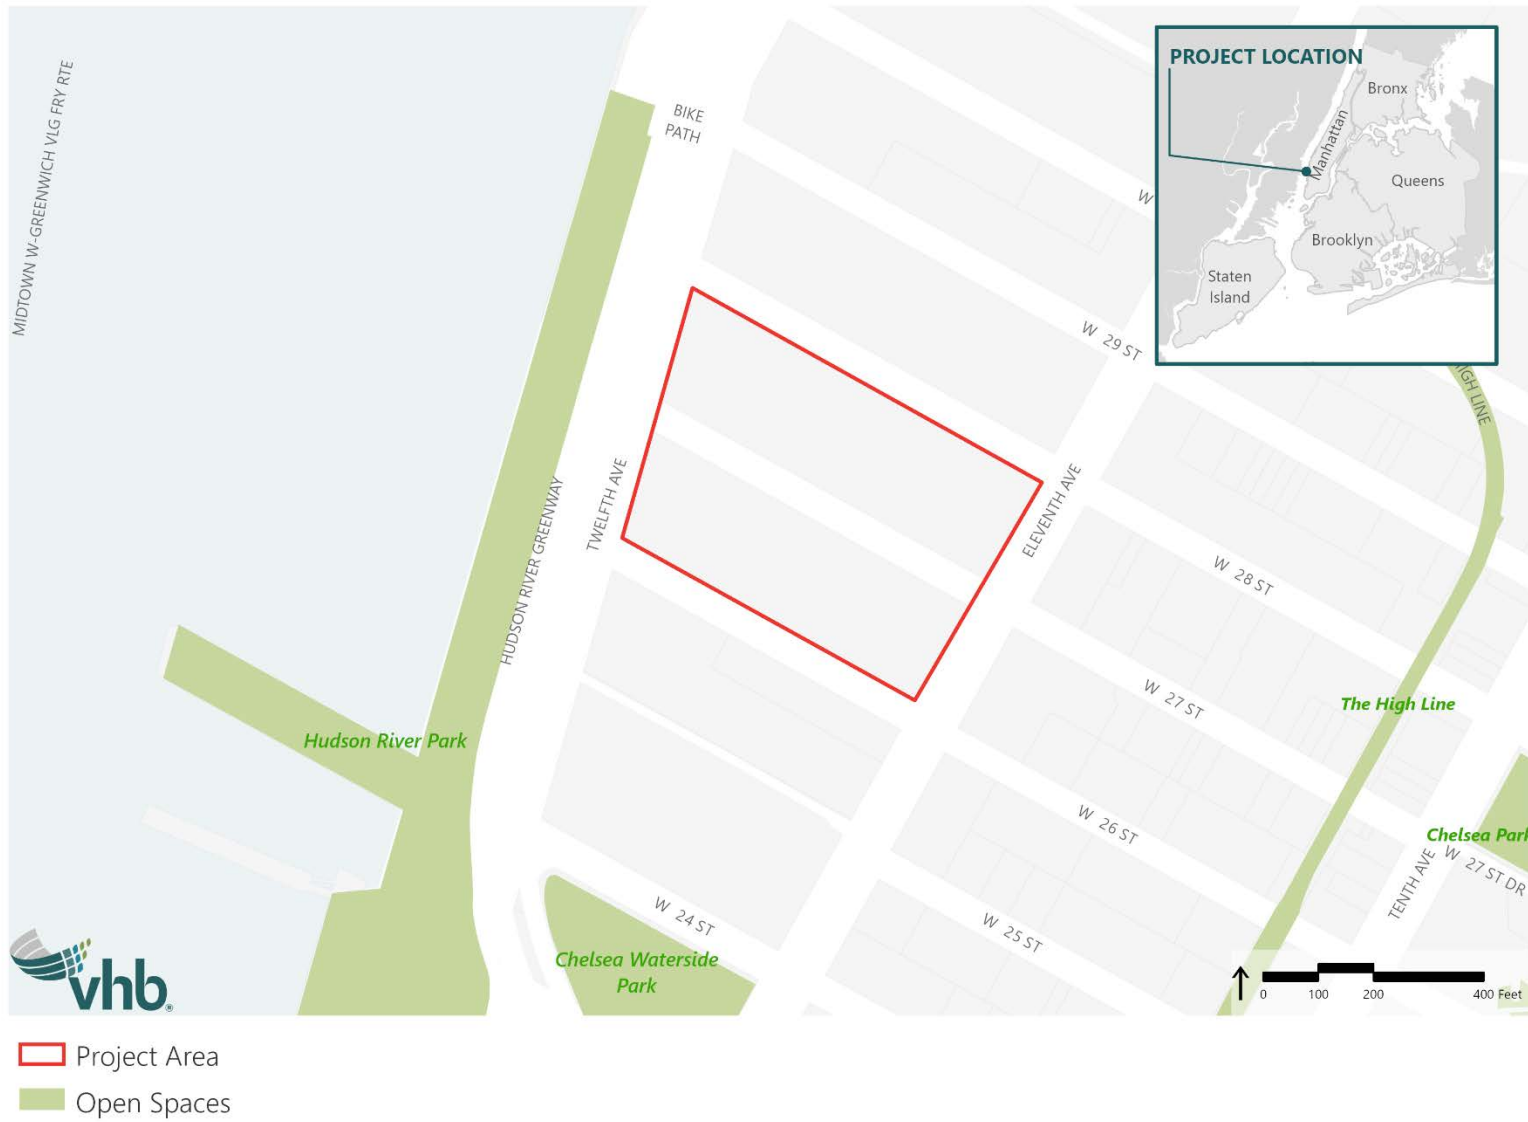 MIDTOWN W-GREENWICH VLG FRY RTE
BIKE
PATH
PROJECT LOCATION
Bronx
Manhattan
Queens
Brooklyn
Staten
Island
W
W 29 ST
HIGH LINE
TWELFTH AVE
HUDSON RIVER GREENWAY
ELEVENTH AVE
W 28 ST
W 27 ST
The High Line
Hudson River Park
W 26 ST
Chelsea Park
W 27 ST DR
TENTH AVE
W 24 ST
W 25 ST
Chelsea Waterside
Park
vhb®
0 100 200 400 Feet
Project Area
Open Spaces